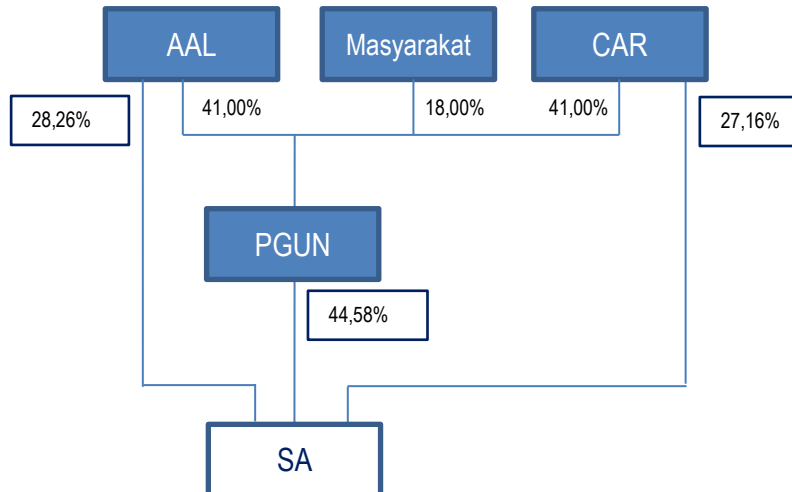 AAL
Masyarakat
CAR
28,26%
41,00%
18,00%
41,00%
27,16%
PGUN
44,58%
SA